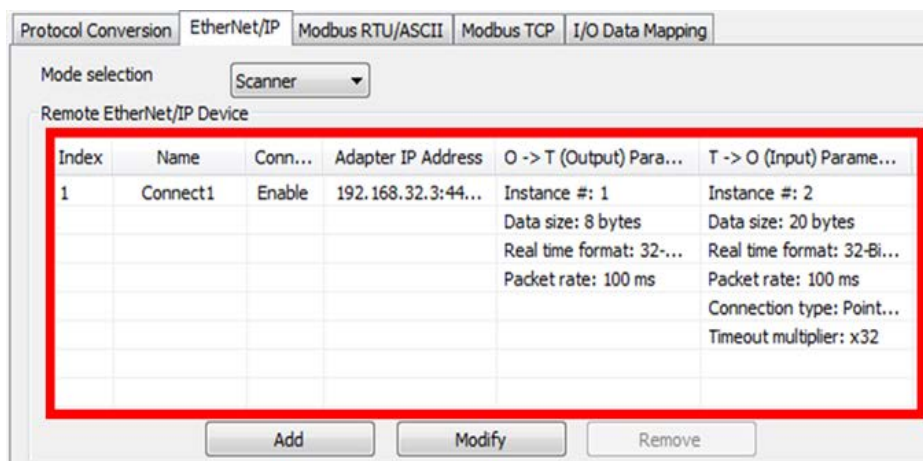 Protocol Conversion EtherNet/IP Modbus RTU/ASCII Modbus TCP I/O Data Mapping
Mode selection Scanner
Remote EtherNet/IP Device
Index Name Conn... Adapter IP Address O -> T (Output) Para... T -> O (Input) Parame...
1 Connect1 Enable 192.168.32.3:44... Instance #: 1 Instance #: 2
Data size: 8 bytes Data size: 20 bytes
Real time format: 32-... Real time format: 32-Bi...
Packet rate: 100 ms Packet rate: 100 ms
Connection type: Point...
Timeout multiplier: x32
Add Modify Remove